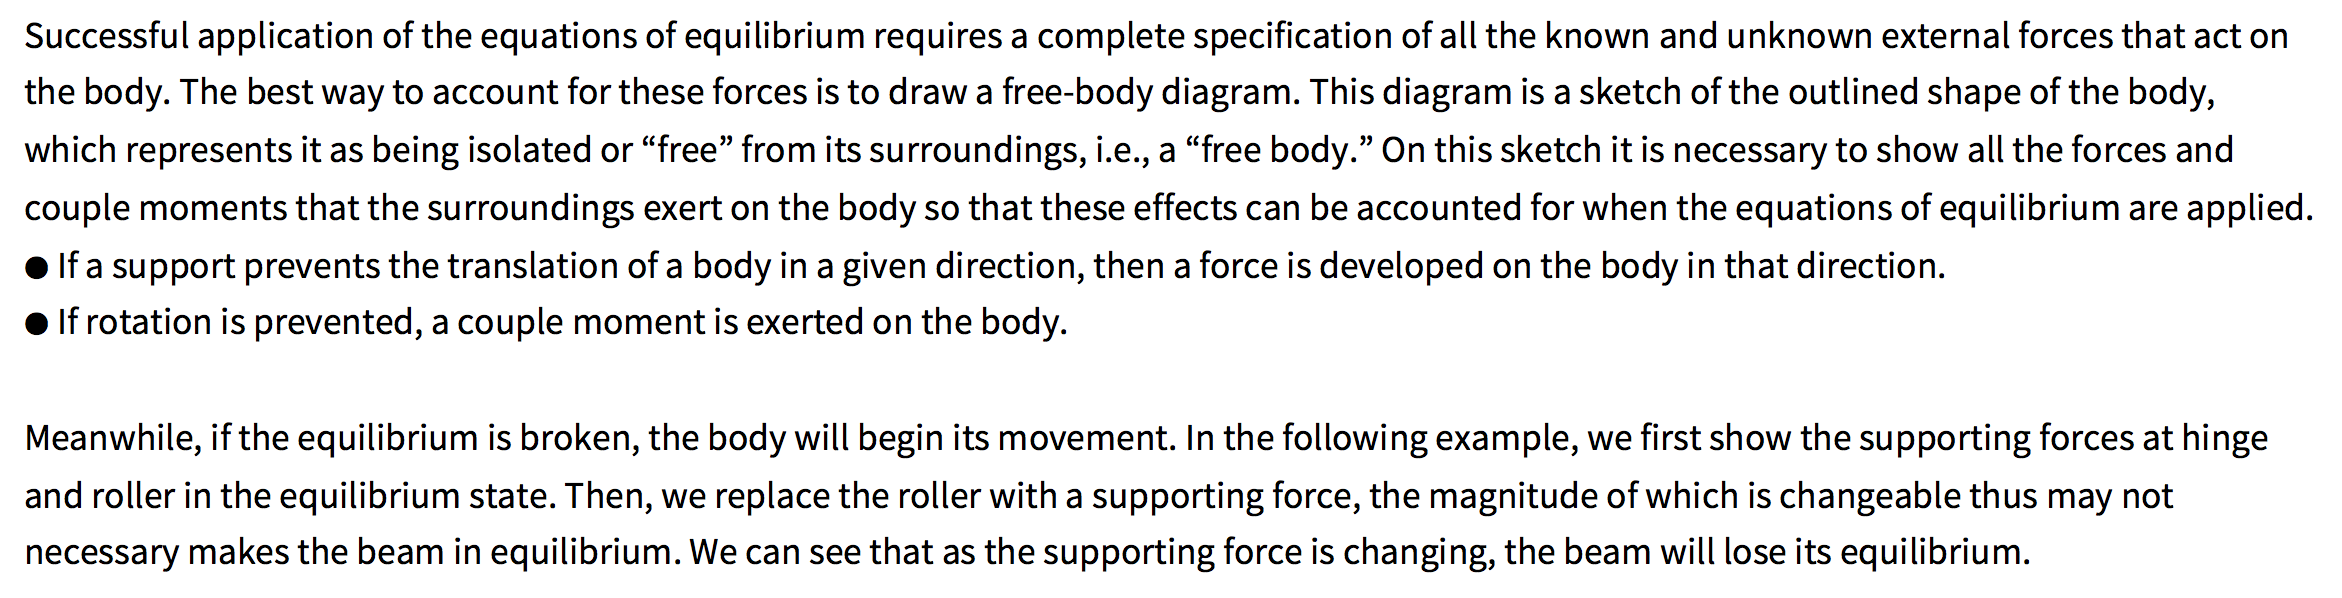 Successful application of the equations of equilibrium requires a complete specification of all the known and unknown external forces that act on
the body. The best way to account for these forces is to draw a free-body diagram. This diagram is a sketch of the outlined shape of the body,
which represents it as being isolated or “free” from its surroundings, i.e., a “free body.” On this sketch it is necessary to show all the forces and
couple moments that the surroundings exert on the body so that these effects can be accounted for when the equations of equilibrium are applied.
● If a support prevents the translation of a body in a given direction, then a force is developed on the body in that direction.
● If rotation is prevented, a couple moment is exerted on the body.
Meanwhile, if the equilibrium is broken, the body will begin its movement. In the following example, we first show the supporting forces at hinge
and roller in the equilibrium state. Then, we replace the roller with a supporting force, the magnitude of which is changeable thus may not
necessary makes the beam in equilibrium. We can see that as the supporting force is changing, the beam will lose its equilibrium.